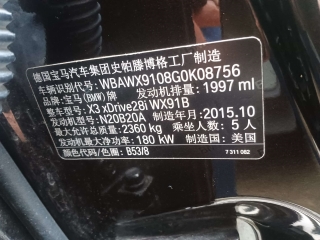 德国宝马汽车集团史帕滕博格工厂制造
车辆识别代号: WBAWX9108G0K08756
品牌: 宝马(BMW)牌 发动机排量: 1997 ml
整车型号: X3 xDrive28i WX91B
发动机型号: N20B20A 制造年月: 2015.10
最大允许总质量: 2360 kg 乘坐人数: 5 人
发动机最大净功率: 180 kW 制造国: 美国
颜色色号/色圈: B53/8
7 311 082